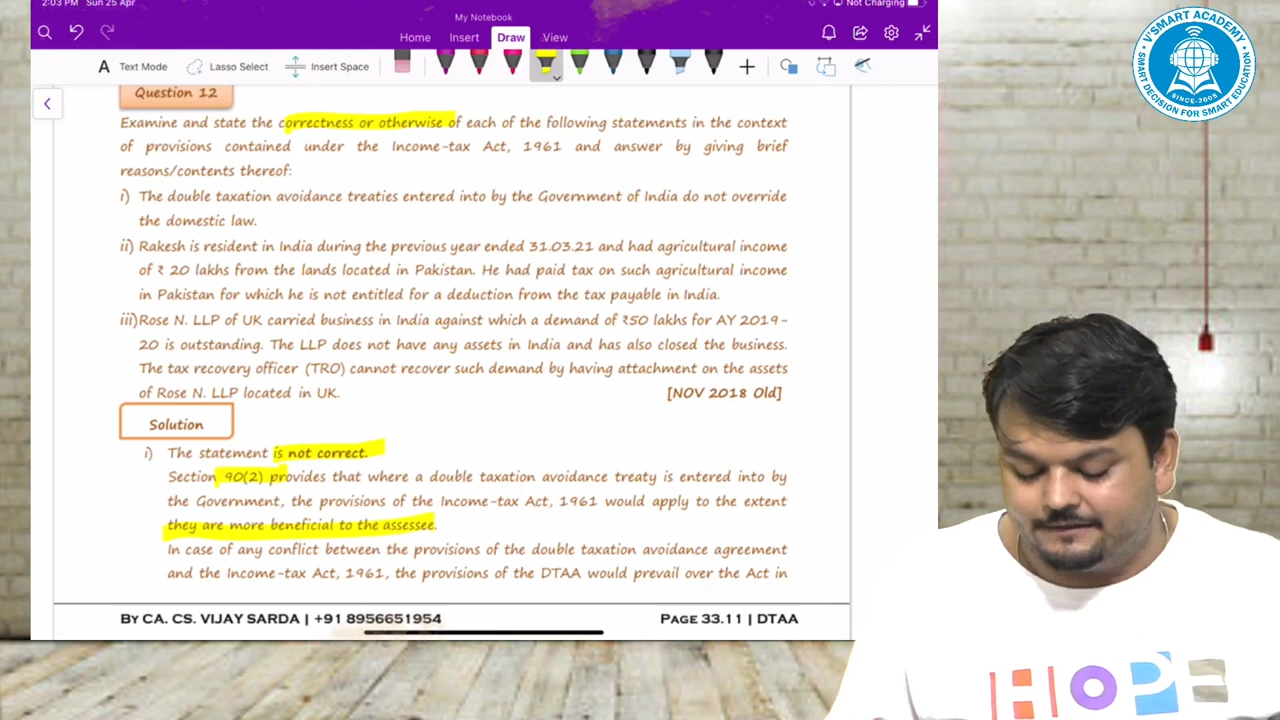 2:03 PM Sun 25 Apr
Not Charging
My Notebook
Home Insert Draw View
A Text Mode Lasso Select Insert Space
V'SMART ACADEMY
SINCE-2005
SMART DECISION FOR SMART EDUCATION
Question 12
Examine and state the correctness or otherwise of each of the following statements in the context
of provisions contained under the Income-tax Act, 1961 and answer by giving brief
reasons/contents thereof:
i) The double taxation avoidance treaties entered into by the Government of India do not override
the domestic law.
ii) Rakesh is resident in India during the previous year ended 31.03.21 and had agricultural income
of ₹ 20 lakhs from the lands located in Pakistan. He had paid tax on such agricultural income
in Pakistan for which he is not entitled for a deduction from the tax payable in India.
iii) Rose N. LLP of UK carried business in India against which a demand of ₹50 lakhs for AY 2019-
20 is outstanding. The LLP does not have any assets in India and has also closed the business.
The tax recovery officer (TRO) cannot recover such demand by having attachment on the assets
of Rose N. LLP located in UK. [NOV 2018 Old]
Solution
i) The statement is not correct.
Section 90(2) provides that where a double taxation avoidance treaty is entered into by
the Government, the provisions of the Income-tax Act, 1961 would apply to the extent
they are more beneficial to the assessee.
In case of any conflict between the provisions of the double taxation avoidance agreement
and the Income-tax Act, 1961, the provisions of the DTAA would prevail over the Act in
BY CA. CS. VIJAY SARDA | +91 8956651954 PAGE 33.11 | DTAA
HOPE